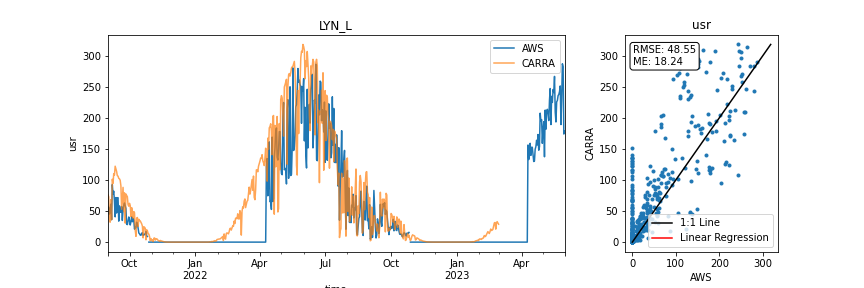 LYN_L
usr
AWS
CARRA
300
250
200
150
100
50
0
usr
Oct
Jan
2022
Apr
Jul
Oct
Jan
2023
Apr
time
usr
RMSE: 48.55
ME: 18.24
300
250
200
150
100
50
0
CARRA
1:1 Line
Linear Regression
0
100
200
300
AWS